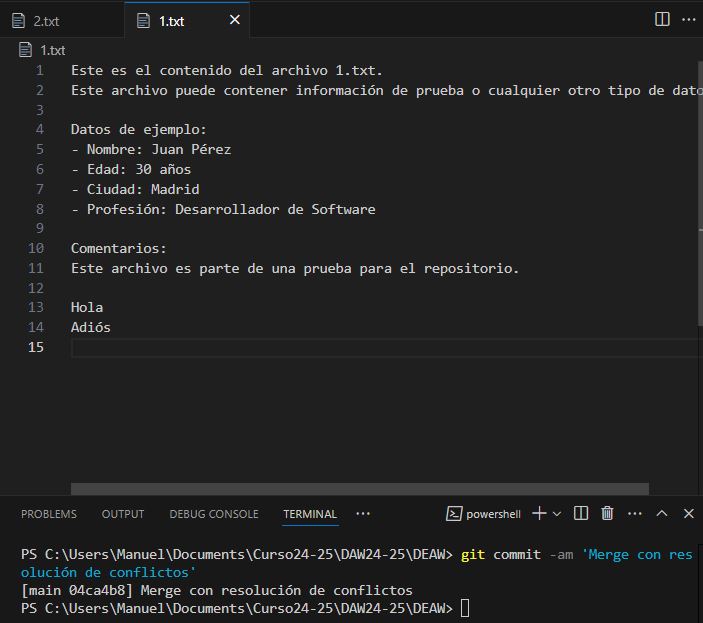 2.txt
1.txt
1.txt
1 Este es el contenido del archivo 1.txt.
2 Este archivo puede contener información de prueba o cualquier otro tipo de dato
3
4 Datos de ejemplo:
5 - Nombre: Juan Pérez
6 - Edad: 30 años
7 - Ciudad: Madrid
8 - Profesión: Desarrollador de Software
9
10 Comentarios:
11 Este archivo es parte de una prueba para el repositorio.
12
13 Hola
14 Adiós
15
PROBLEMS OUTPUT DEBUG CONSOLE TERMINAL ··· powershell
PS C:\Users\Manuel\Documents\Curso24-25\DAW24-25\DEAW> git commit -am 'Merge con res
olución de conflictos'
[main 04ca4b8] Merge con resolución de conflictos
PS C:\Users\Manuel\Documents\Curso24-25\DAW24-25\DEAW>